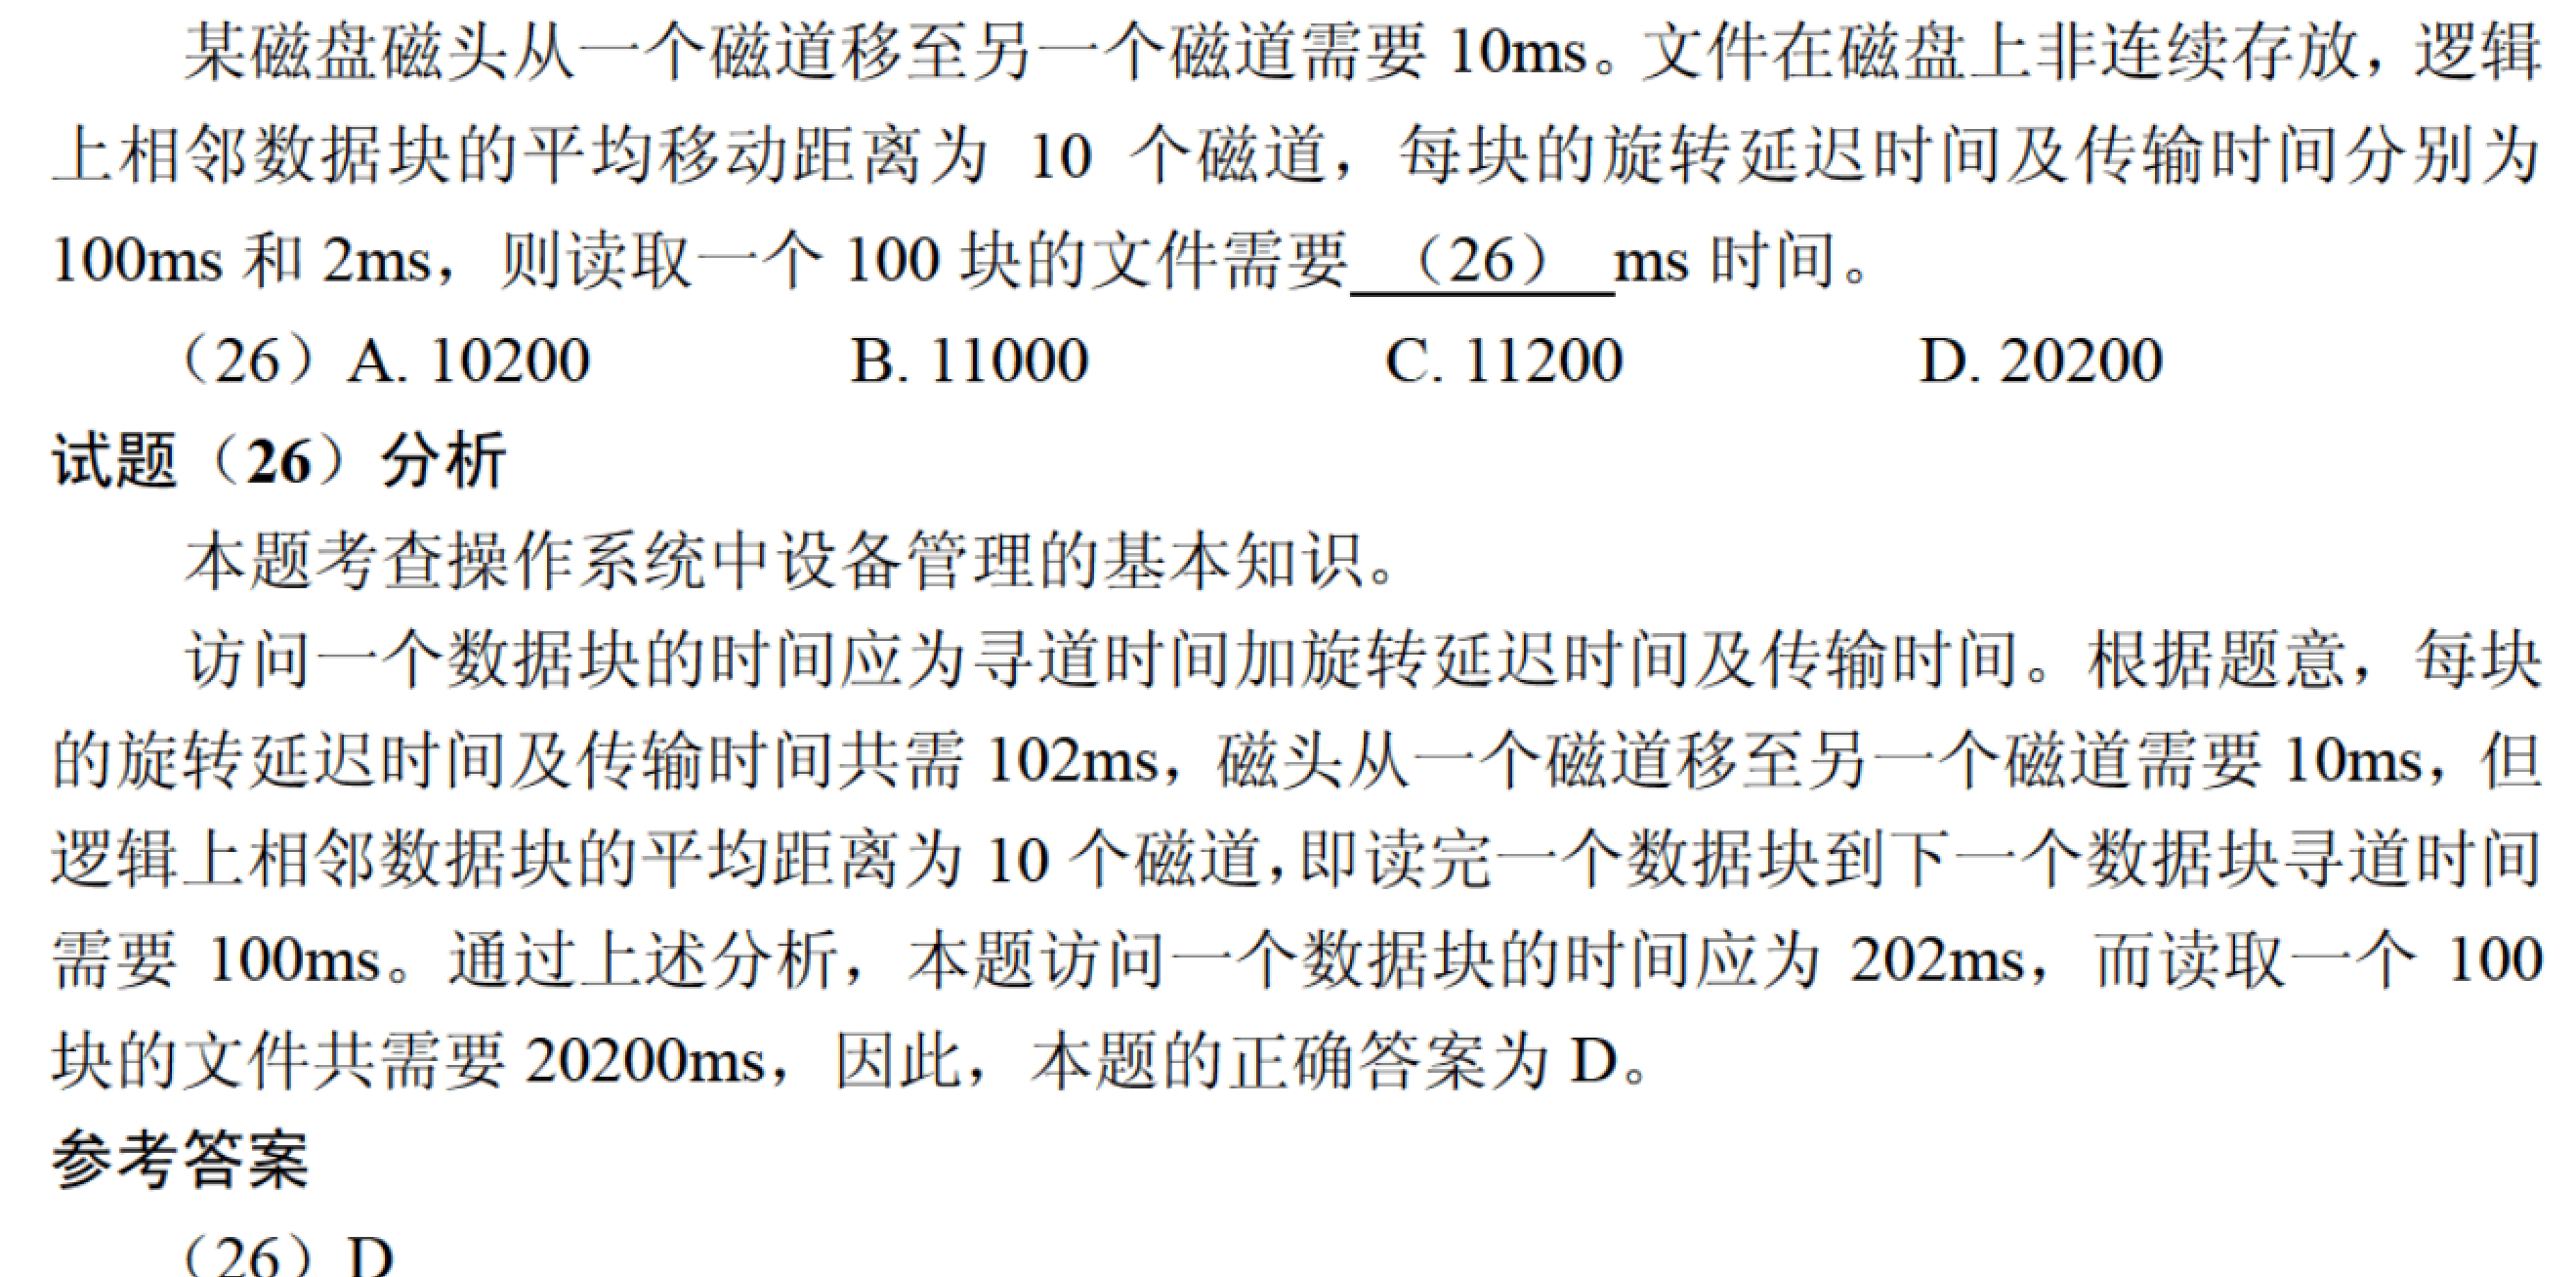 某磁盘磁头从一个磁道移至另一个磁道需要 10ms。文件在磁盘上非连续存放，逻辑
上相邻数据块的平均移动距离为 10 个磁道，每块的旋转延迟时间及传输时间分别为
100ms 和 2ms，则读取一个 100 块的文件需要 （26） ms 时间。
（26）A. 10200 B. 11000 C. 11200 D. 20200
试题（26）分析
本题考查操作系统中设备管理的基本知识。
访问一个数据块的时间应为寻道时间加旋转延迟时间及传输时间。根据题意，每块
的旋转延迟时间及传输时间共需 102ms，磁头从一个磁道移至另一个磁道需要 10ms，但
逻辑上相邻数据块的平均距离为 10 个磁道，即读完一个数据块到下一个数据块寻道时间
需要 100ms。通过上述分析，本题访问一个数据块的时间应为 202ms，而读取一个 100
块的文件共需要 20200ms，因此，本题的正确答案为 D。
参考答案
（26）D